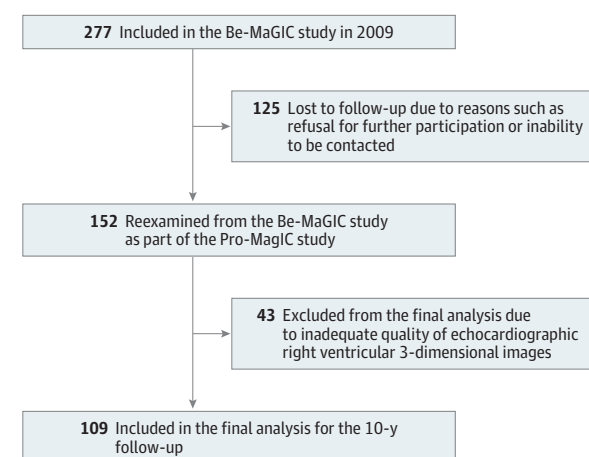 277 Included in the Be-MaGIC study in 2009
125 Lost to follow-up due to reasons such as
refusal for further participation or inability
to be contacted
152 Reexamined from the Be-MaGIC study
as part of the Pro-MagIC study
43 Excluded from the final analysis due
to inadequate quality of echocardiographic
right ventricular 3-dimensional images
109 Included in the final analysis for the 10-y
follow-up